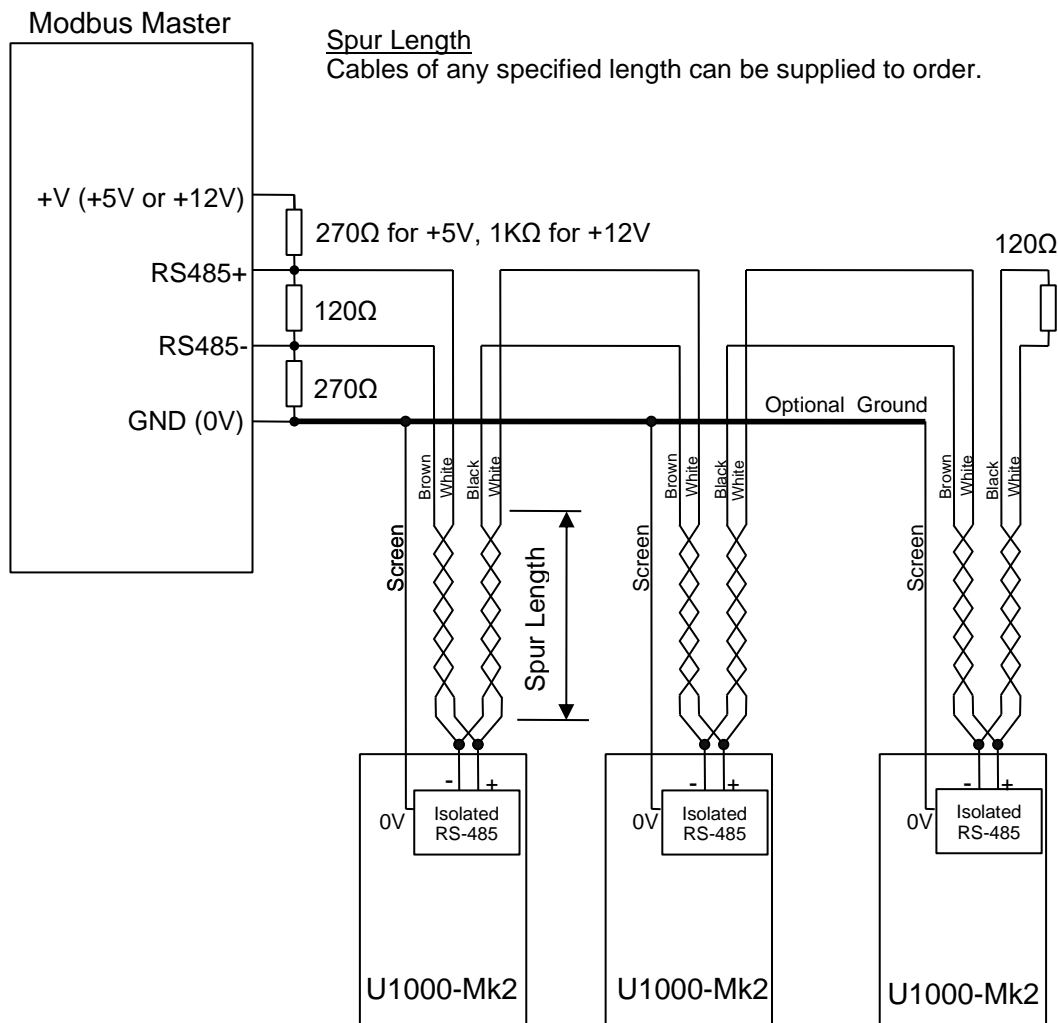 Modbus Master
Spur Length
Cables of any specified length can be supplied to order.
+V (+5V or +12V)
270Ω for +5V, 1KΩ for +12V
RS485+
120Ω
RS485-
270Ω
GND (0V)
120Ω
Optional Ground
Brown
White
Black
White
Brown
White
Black
White
Brown
White
Black
White
Screen
Spur Length
Screen
Screen
- +
- +
- +
0V
Isolated
RS-485
0V
Isolated
RS-485
0V
Isolated
RS-485
U1000-Mk2
U1000-Mk2
U1000-Mk2